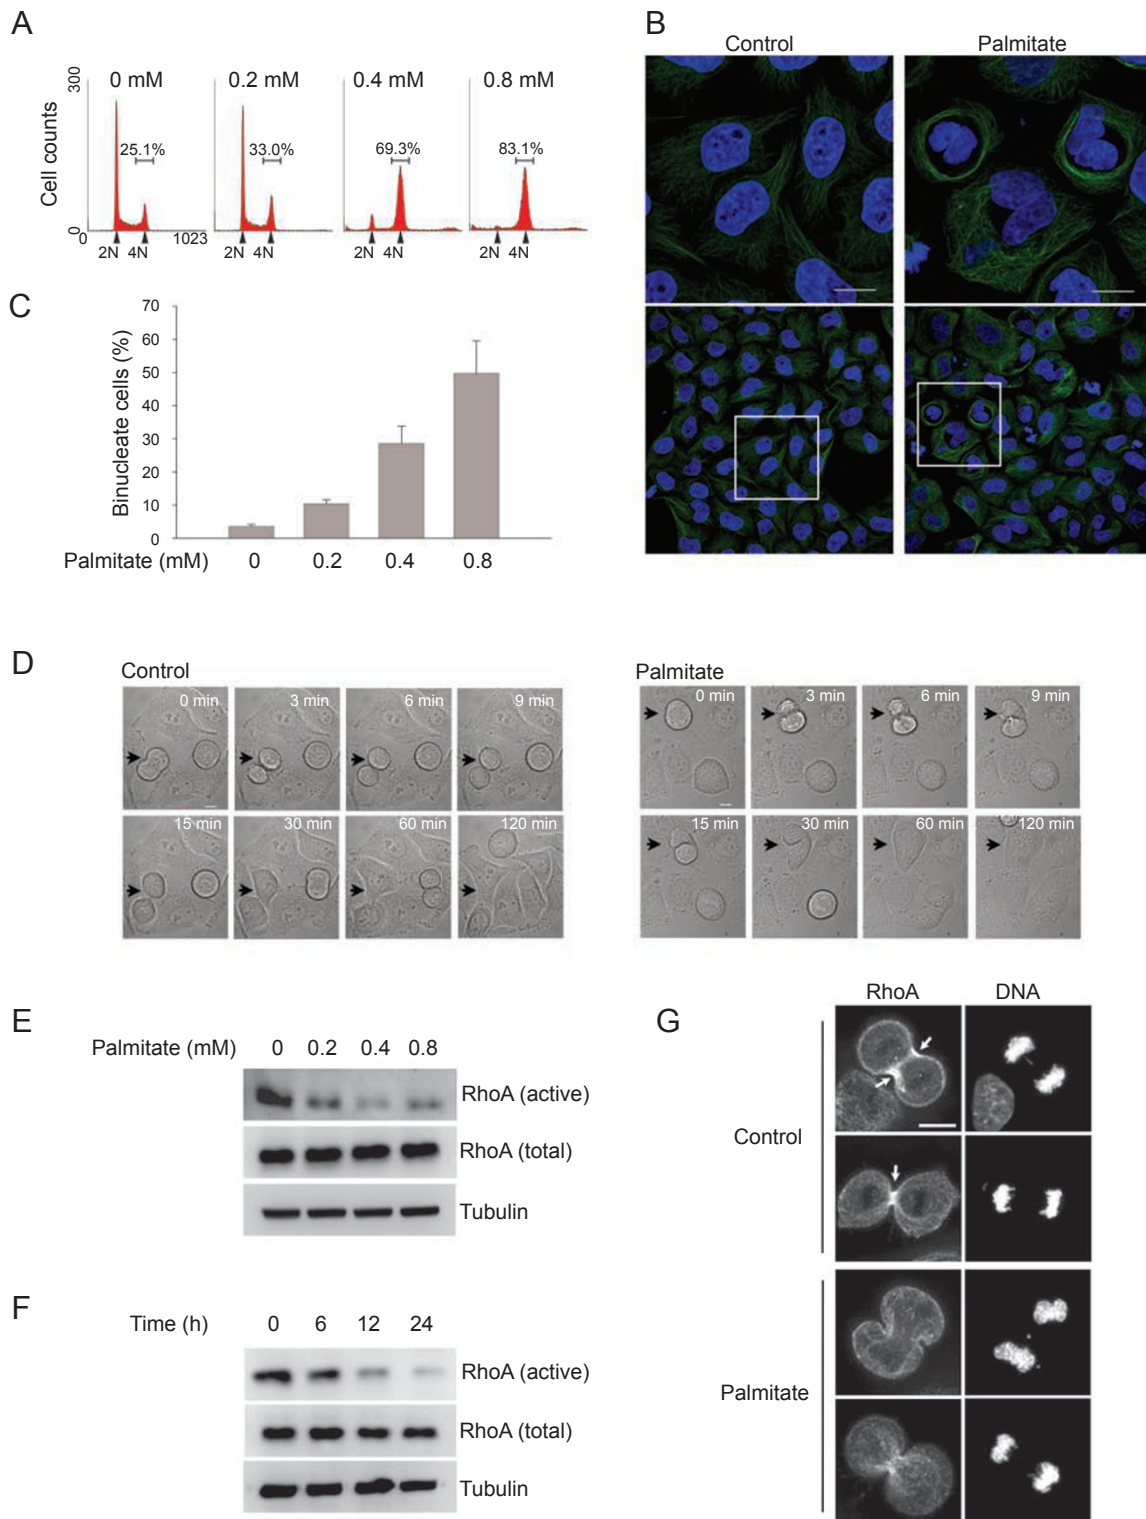 A
0 mM
0.2 mM
0.4 mM
0.8 mM
Cell counts
300
0
25.1%
33.0%
69.3%
83.1%
0
1023
2N 4N
2N 4N
2N 4N
2N 4N
B
Control
Palmitate
C
Binucleate cells (%)
70
60
50
40
30
20
10
0
Palmitate (mM) 0 0.2 0.4 0.8
D
Control
0 min
3 min
6 min
9 min
15 min
30 min
60 min
120 min
Palmitate
0 min
3 min
6 min
9 min
15 min
30 min
60 min
120 min
E
Palmitate (mM) 0 0.2 0.4 0.8
RhoA (active)
RhoA (total)
Tubulin
F
Time (h) 0 6 12 24
RhoA (active)
RhoA (total)
Tubulin
G
RhoA
DNA
Control
Palmitate